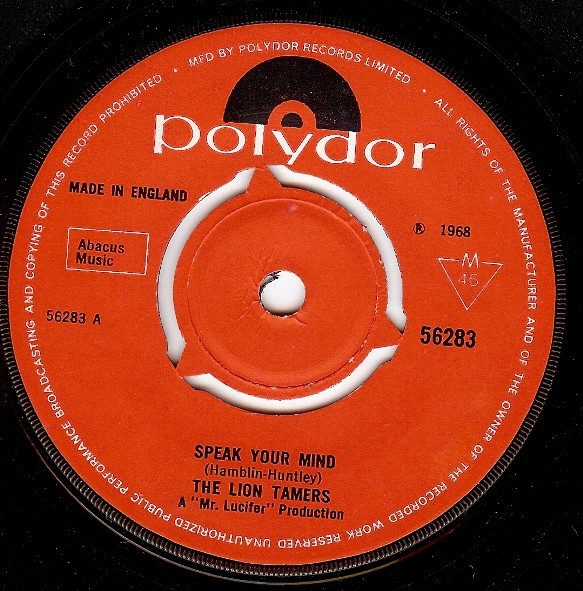 MFD BY POLYDOR RECORDS LIMITED • ALL RIGHTS OF THE MANUFACTURER AND OF THE OWNER OF THE RECORDED WORK RESERVED UNAUTHORIZED PUBLIC PERFORMANCE BROADCASTING AND COPYING OF THIS RECORD PROHIBITED •
polydor
MADE IN ENGLAND
℗ 1968
Abacus
Music
M
45
56283 A
56283
SPEAK YOUR MIND
(Hamblin-Huntley)
THE LION TAMERS
A "Mr. Lucifer" Production